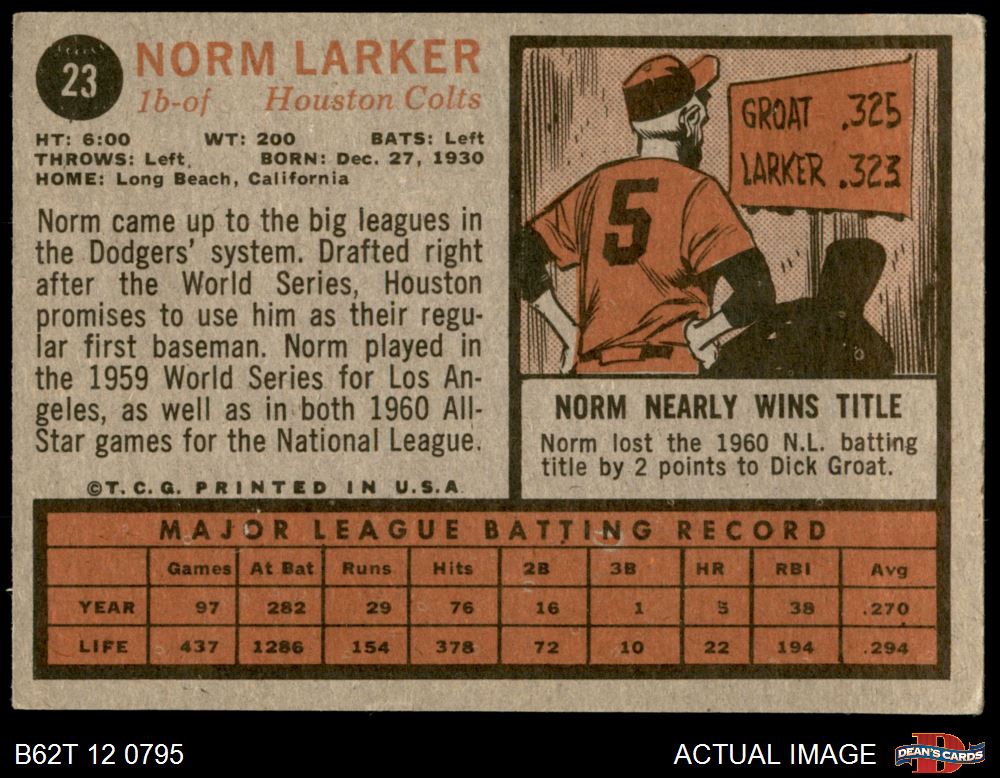 23
NORM LARKER
1b-of Houston Colts
HT: 6:00 WT: 200 BATS: Left
THROWS: Left. BORN: Dec. 27, 1930
HOME: Long Beach, California
Norm came up to the big leagues in
the Dodgers' system. Drafted right
after the World Series, Houston
promises to use him as their regu-
lar first baseman. Norm played in
the 1959 World Series for Los An-
geles, as well as in both 1960 All-
Star games for the National League.
©T.C.G. PRINTED IN U.S.A.
GROAT .325
LARKER .323
5
NORM NEARLY WINS TITLE
Norm lost the 1960 N.L. batting
title by 2 points to Dick Groat.
MAJOR LEAGUE BATTING RECORD
Games At Bat Runs Hits 2B 3B HR RBI Avg
YEAR 97 282 29 76 16 1 5 38 .270
LIFE 437 1286 154 378 72 10 22 194 .294
B62T 12 0795 ACTUAL IMAGE DEAN'S CARDS